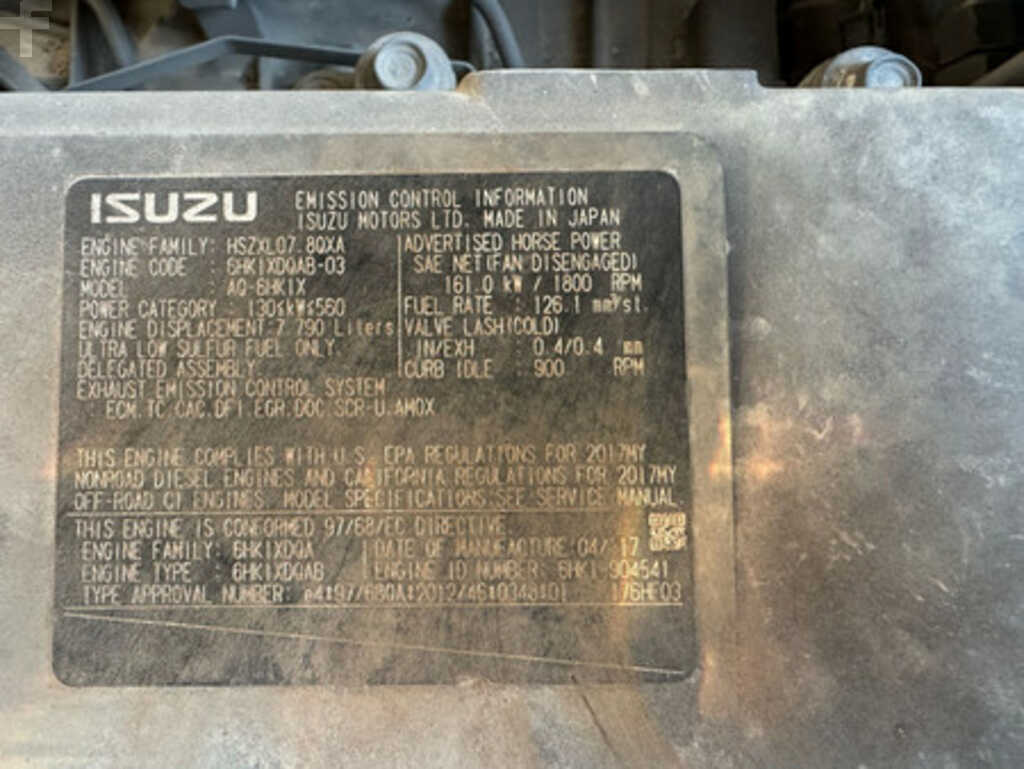 ISUZU EMISSION CONTROL INFORMATION
ISUZU MOTORS LTD. MADE IN JAPAN
ENGINE FAMILY: HSZXL07.8QXA
ENGINE CODE : 6HK1XDQAB-03
MODEL : AQ-6HK1X
POWER CATEGORY : 130≤kW≤560
ENGINE DISPLACEMENT:7.790 Liters
ULTRA LOW SULFUR FUEL ONLY.
DELEGATED ASSEMBLY
EXHAUST EMISSION CONTROL SYSTEM
ECM.TC.CAC.DFI.EGR.DOC.SCR-U.AMOX
ADVERTISED HORSE POWER
SAE NET(FAN DISENGAGED)
161.0 kW / 1800 RPM
FUEL RATE : 126.1 mm³/st.
VALVE LASH(COLD)
IN/EXH : 0.4/0.4 mm
CURB IDLE : 900 RPM
THIS ENGINE COMPLIES WITH U.S. EPA REGULATIONS FOR 2017MY
NONROAD DIESEL ENGINES AND CALIFORNIA REGULATIONS FOR 2017MY
OFF-ROAD CI ENGINES. MODEL SPECIFICATIONS.SEE SERVICE MANUAL.
THIS ENGINE IS CONFORMED 97/68/EC DIRECTIVE
ENGINE FAMILY: 6HK1XDQA
DATE OF MANUFACTURE:04/'17
ENGINE TYPE : 6HK1XDQAB
ENGINE ID NUMBER: 6HK1-904541
TYPE APPROVAL NUMBER: e4*97/68QA*2012/46*0348*01
176HF03